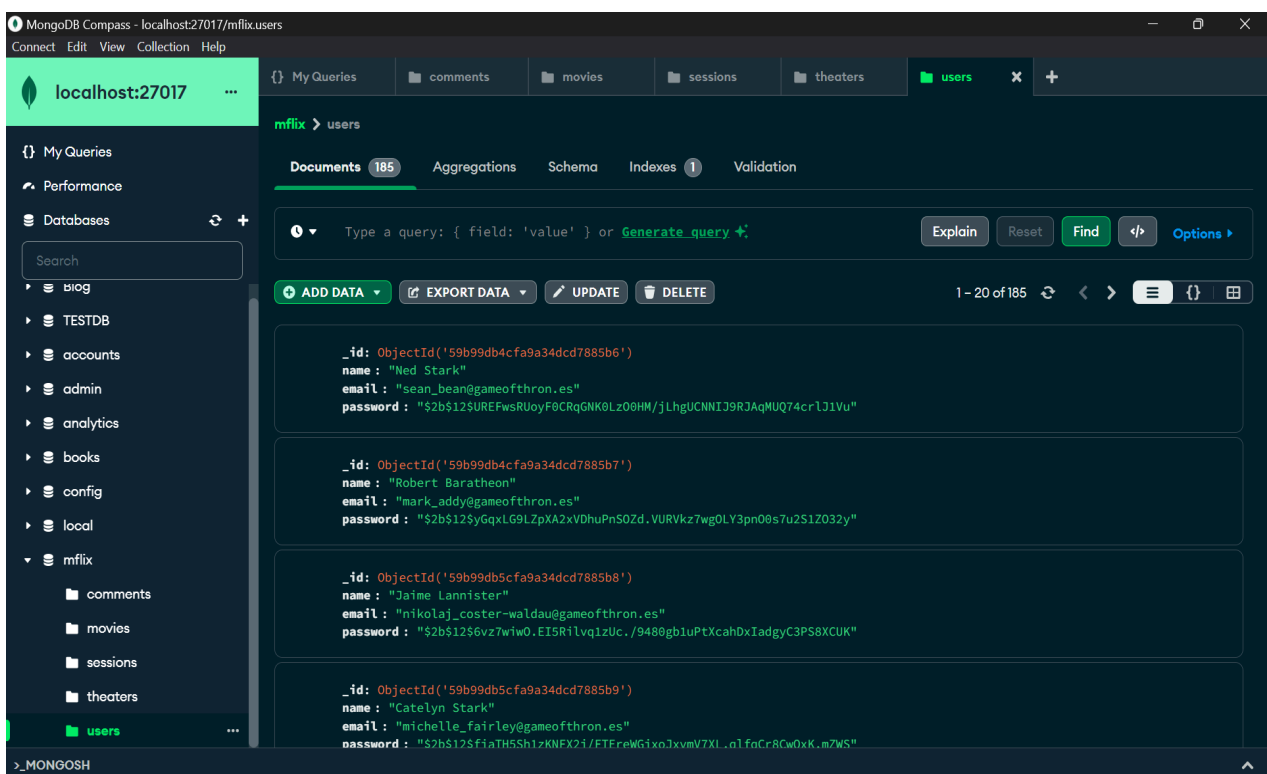 MongoDB Compass - localhost:27017/mflix.users
Connect Edit View Collection Help
localhost:27017 ...
{} My Queries
Performance
Databases
Search
Blog
TESTDB
accounts
admin
analytics
books
config
local
mflix
comments
movies
sessions
theaters
users ...
>_MONGOSH
{} My Queries comments movies sessions theaters users
mflix > users
Documents 185 Aggregations Schema Indexes 1 Validation
Type a query: { field: 'value' } or Generate query Explain Reset Find </> Options
ADD DATA EXPORT DATA UPDATE DELETE 1 – 20 of 185 {}
_id: ObjectId('59b99db4cfa9a34dcd7885b6')
name : "Ned Stark"
email : "sean_bean@gameofthron.es"
password : "$2b$12$UREFwsRUoyF0CRqGNK0LzO0HM/jLhgUCNNIJ9RJAqMUQ74crlJ1Vu"
_id: ObjectId('59b99db4cfa9a34dcd7885b7')
name : "Robert Baratheon"
email : "mark_addy@gameofthron.es"
password : "$2b$12$yGqxLG9LZpXA2xVDhuPnSOZd.VURVkz7wgOLY3pnO0s7u2S1ZO32y"
_id: ObjectId('59b99db5cfa9a34dcd7885b8')
name : "Jaime Lannister"
email : "nikolaj_coster-waldau@gameofthron.es"
password : "$2b$12$6vz7wiwO.EI5Rilvq1zUc./9480gb1uPtXcahDxIadgyC3PS8XCUK"
_id: ObjectId('59b99db5cfa9a34dcd7885b9')
name : "Catelyn Stark"
email : "michelle_fairley@gameofthron.es"
password :